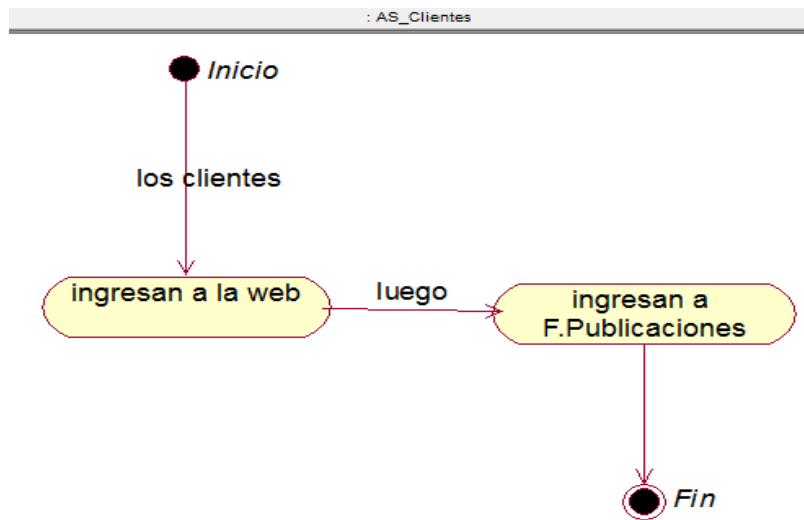 : AS_Clientes
Inicio
los clientes
ingresan a la web
luego
ingresan a
F.Publicaciones
Fin